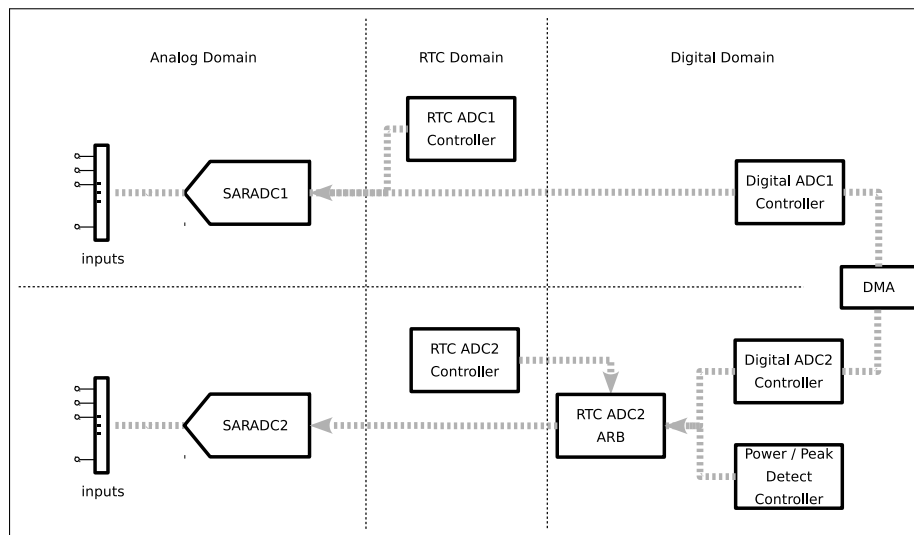 Analog Domain
RTC Domain
Digital Domain
RTC ADC1
Controller
SARADC1
Digital ADC1
Controller
inputs
DMA
RTC ADC2
Controller
Digital ADC2
Controller
SARADC2
RTC ADC2
ARB
Power / Peak
Detect
Controller
inputs